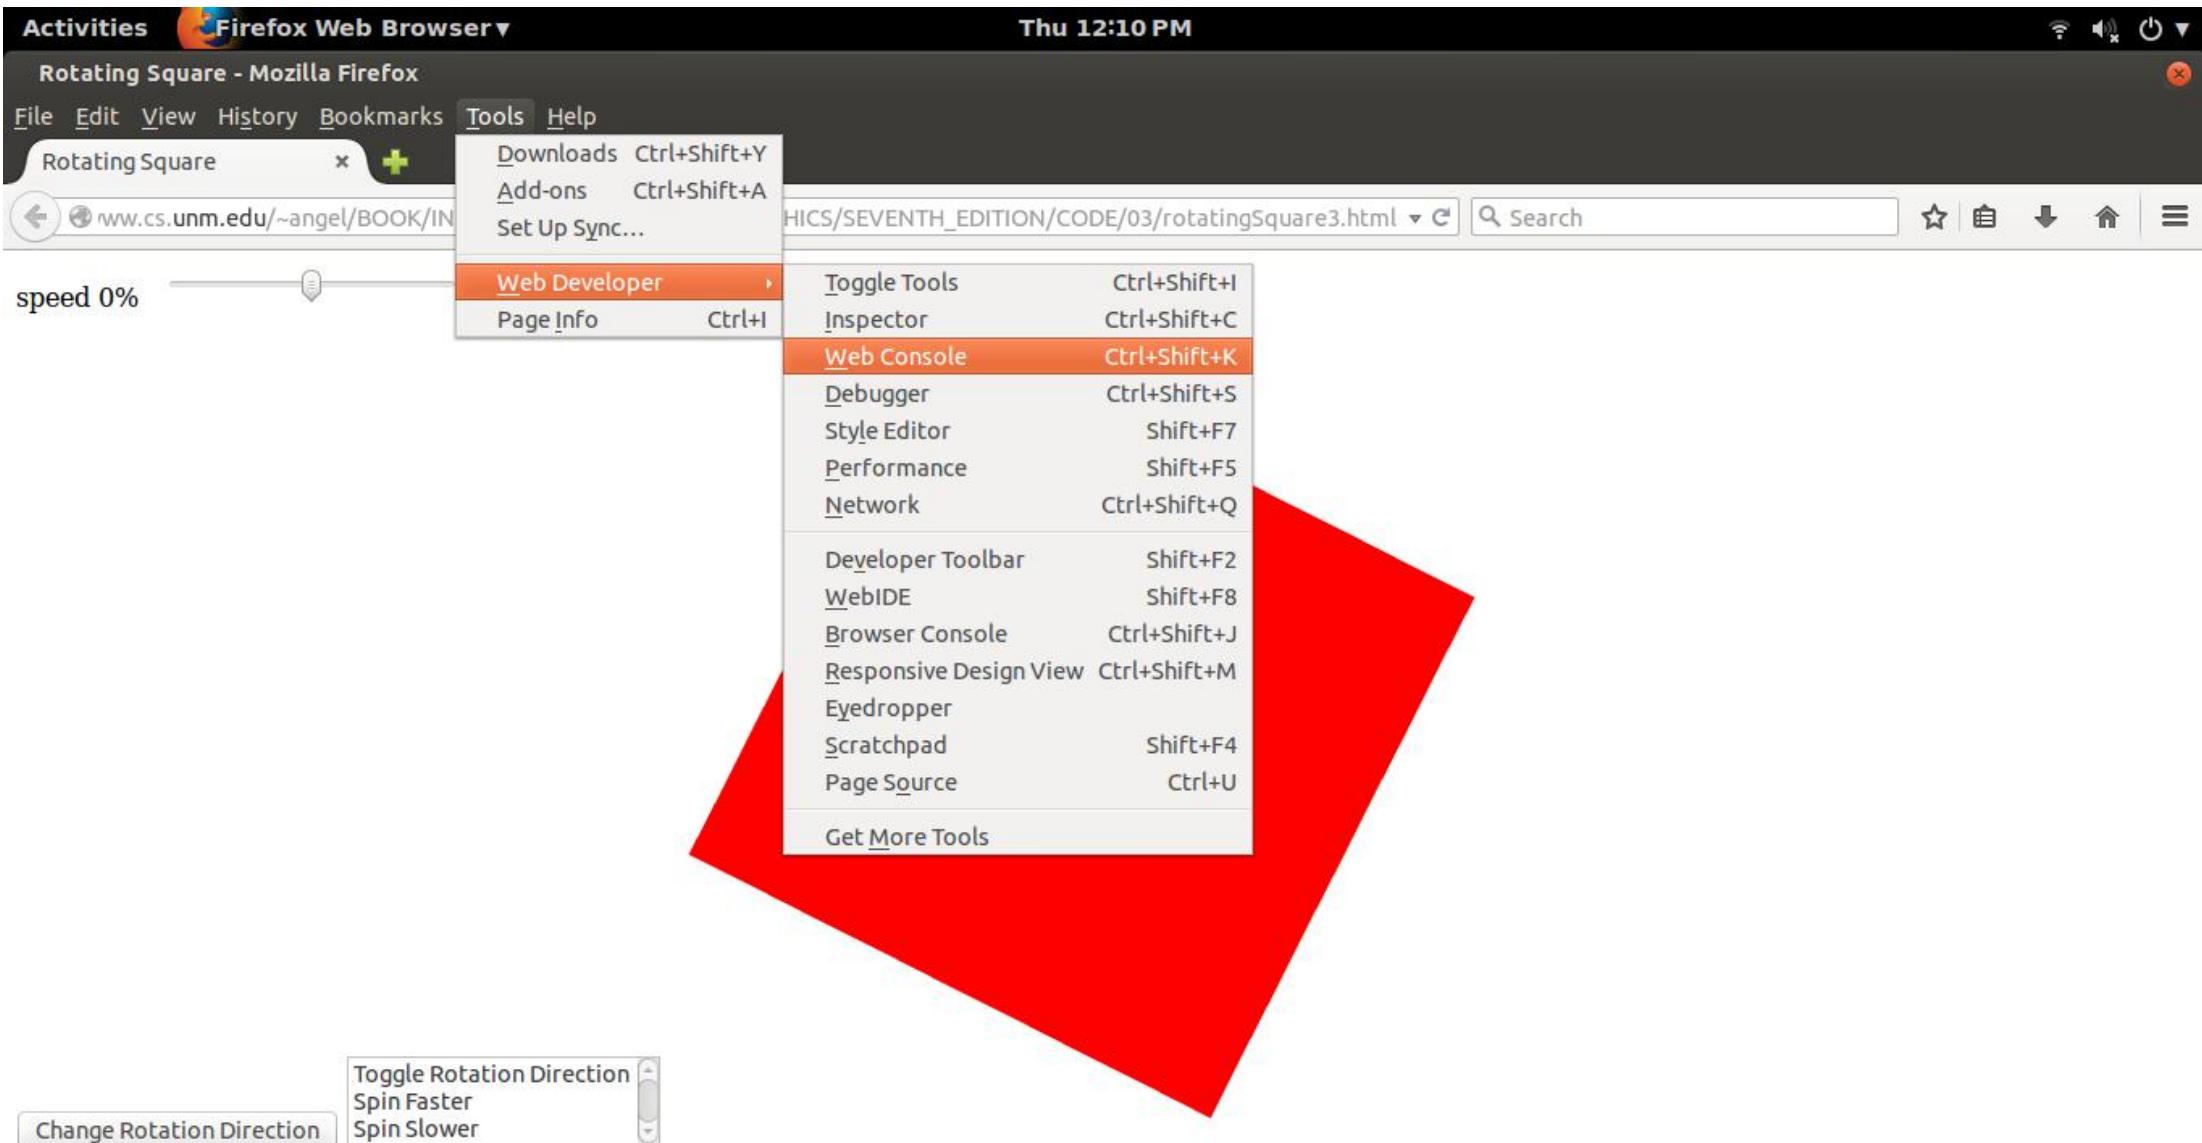 Activities Firefox Web Browser Thu 12:10 PM
Rotating Square - Mozilla Firefox
File Edit View History Bookmarks Tools Help
Rotating Square
Downloads Ctrl+Shift+Y
Add-ons Ctrl+Shift+A
Set Up Sync...
Web Developer
Page Info Ctrl+I
ww.cs.unm.edu/~angel/BOOK/IN HICS/SEVENTH_EDITION/CODE/03/rotatingSquare3.html Search
speed 0%
Toggle Tools Ctrl+Shift+I
Inspector Ctrl+Shift+C
Web Console Ctrl+Shift+K
Debugger Ctrl+Shift+S
Style Editor Shift+F7
Performance Shift+F5
Network Ctrl+Shift+Q
Developer Toolbar Shift+F2
WebIDE Shift+F8
Browser Console Ctrl+Shift+J
Responsive Design View Ctrl+Shift+M
Eyedropper
Scratchpad Shift+F4
Page Source Ctrl+U
Get More Tools
Toggle Rotation Direction
Spin Faster
Spin Slower
Change Rotation Direction